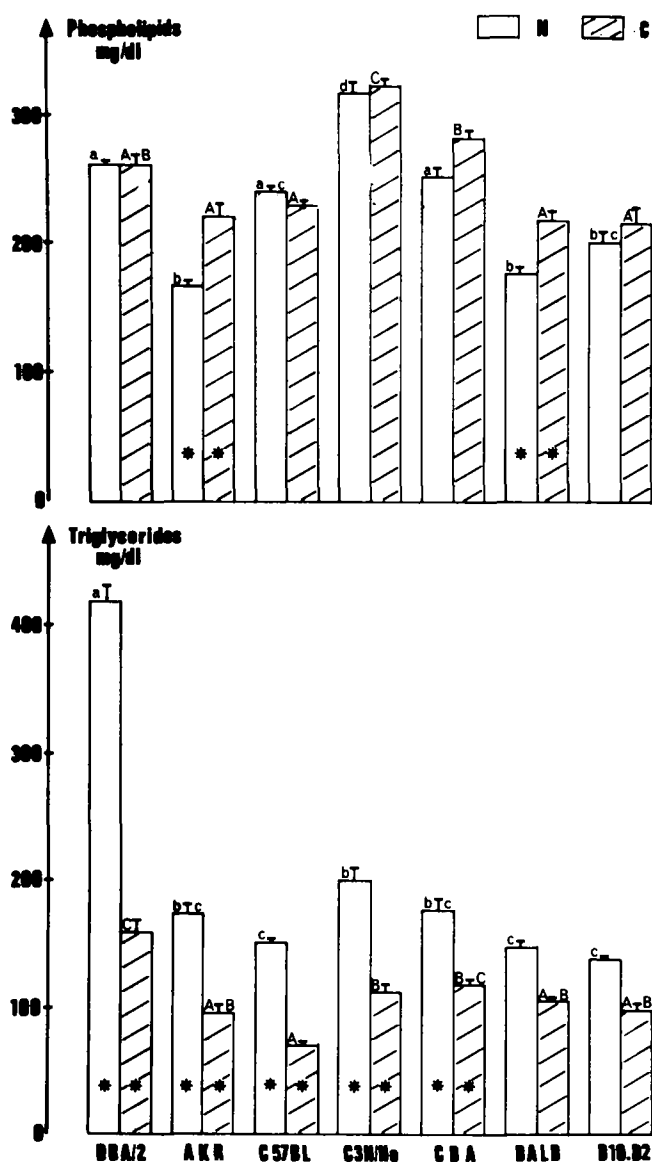 Phospholipids N C
mg/dl
300
200
100
0
a A B
b A
a c A
d C
a B
b A
b c A
* *
* *
Triglycerides
mg/dl
400
300
200
100
0
a C
b c A B
c A
b B
b c B C
c A B
c A B
* * * * * * * * * *
DBA/2 AKR C57BL C3H/He CBA BALB B10.D2